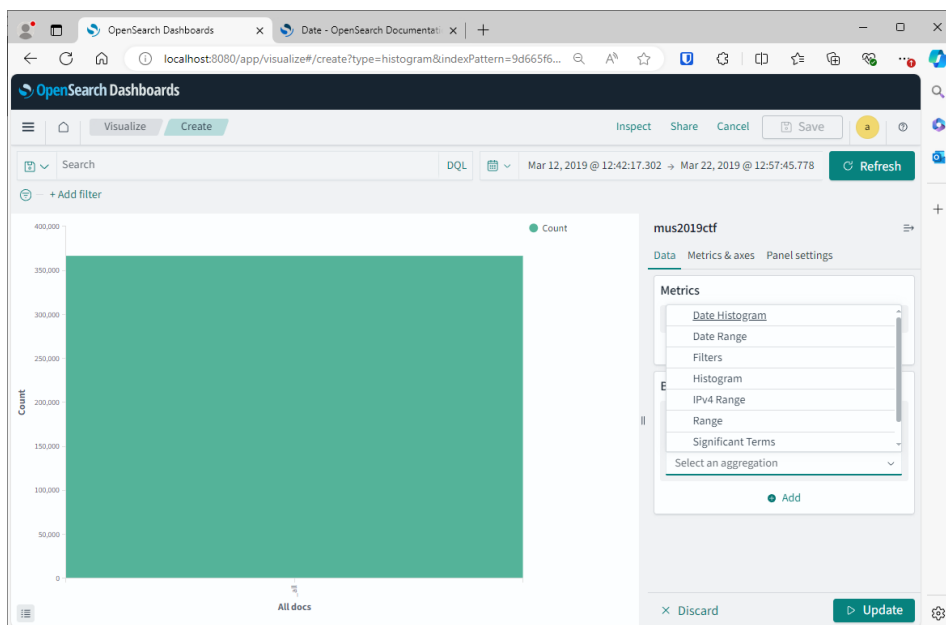 OpenSearch Dashboards
Date - OpenSearch Documentati
localhost:8080/app/visualize#/create?type=histogram&indexPattern=9d665f6...
OpenSearch Dashboards
Visualize
Create
Inspect
Share
Cancel
Save
a
Search
DQL
Mar 12, 2019 @ 12:42:17.302 → Mar 22, 2019 @ 12:57:45.778
Refresh
+ Add filter
400,000
350,000
300,000
250,000
200,000
150,000
100,000
50,000
0
Count
All docs
Count
mus2019ctf
Data
Metrics & axes
Panel settings
Metrics
Date Histogram
Date Range
Filters
Histogram
IPv4 Range
Range
Significant Terms
Select an aggregation
Add
Discard
Update